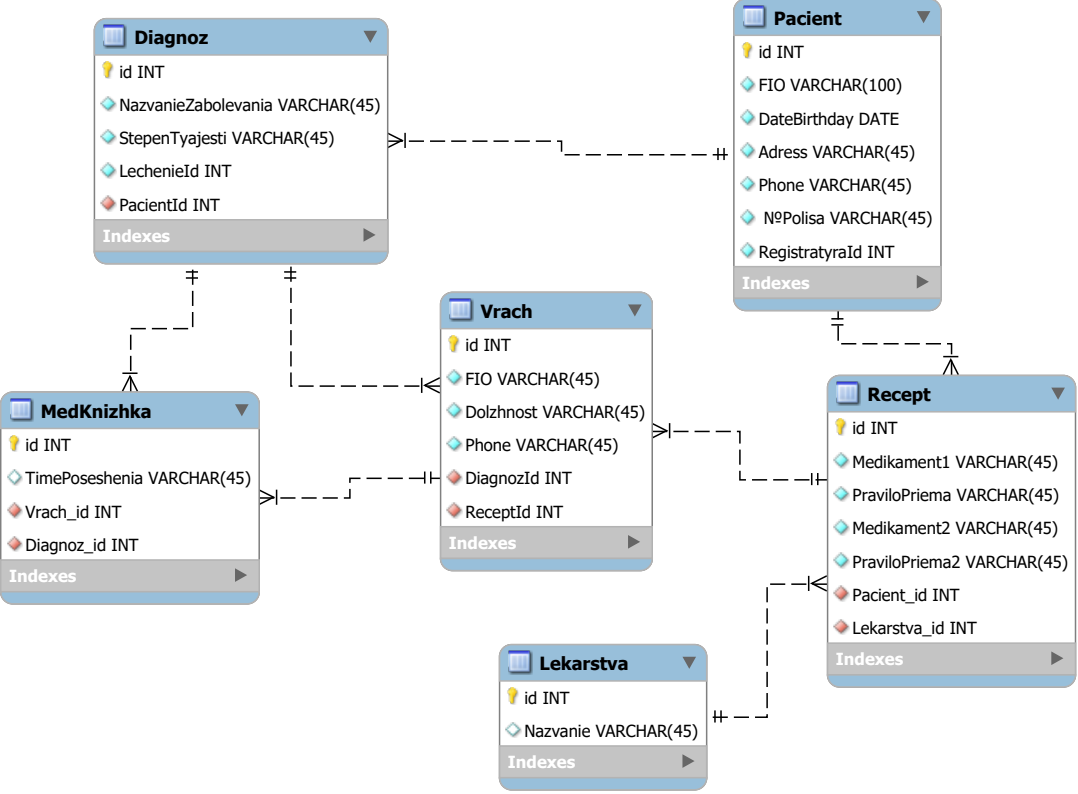 Diagnoz
id INT
NazvanieZabolevania VARCHAR(45)
StepenTyajesti VARCHAR(45)
LechenieId INT
PacientId INT
Indexes
Pacient
id INT
FIO VARCHAR(100)
DateBirthday DATE
Adress VARCHAR(45)
Phone VARCHAR(45)
№Polisa VARCHAR(45)
RegistratyraId INT
Indexes
Vrach
id INT
FIO VARCHAR(45)
Dolzhnost VARCHAR(45)
Phone VARCHAR(45)
DiagnozId INT
ReceptId INT
Indexes
MedKnizhka
id INT
TimePoseshenia VARCHAR(45)
Vrach_id INT
Diagnoz_id INT
Indexes
Recept
id INT
Medikament1 VARCHAR(45)
PraviloPriema VARCHAR(45)
Medikament2 VARCHAR(45)
PraviloPriema2 VARCHAR(45)
Pacient_id INT
Lekarstva_id INT
Indexes
Lekarstva
id INT
Nazvanie VARCHAR(45)
Indexes